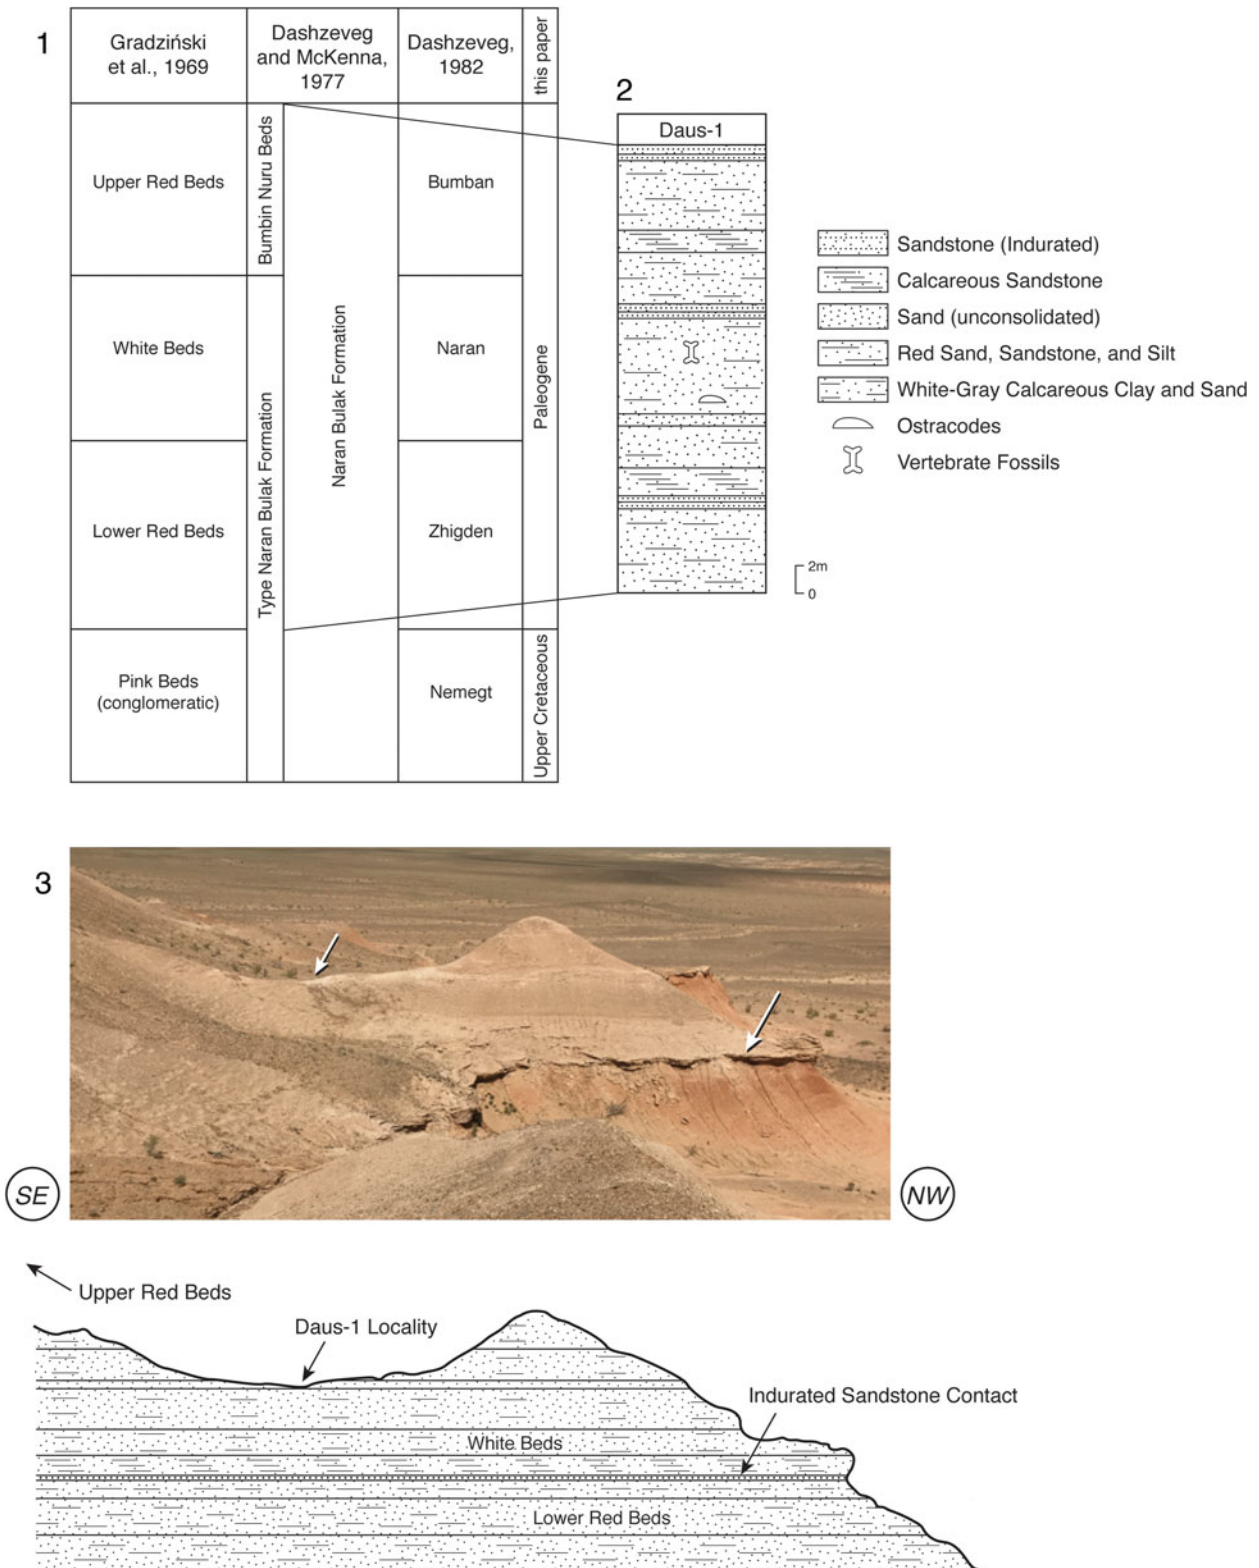 1
Gradziński
et al., 1969
Dashzeveg
and McKenna,
1977
Dashzeveg,
1982
this paper
Upper Red Beds
Bumbin Nuru Beds
Bumban
White Beds
Naran
Lower Red Beds
Type Naran Bulak Formation
Naran Bulak Formation
Zhigden
Paleogene
Pink Beds
(conglomeratic)
Nemegt
Upper Cretaceous
2
Daus-1
2m
0
Sandstone (Indurated)
Calcareous Sandstone
Sand (unconsolidated)
Red Sand, Sandstone, and Silt
White-Gray Calcareous Clay and Sand
Ostracodes
Vertebrate Fossils
3
SE
NW
Upper Red Beds
Daus-1 Locality
Indurated Sandstone Contact
White Beds
Lower Red Beds